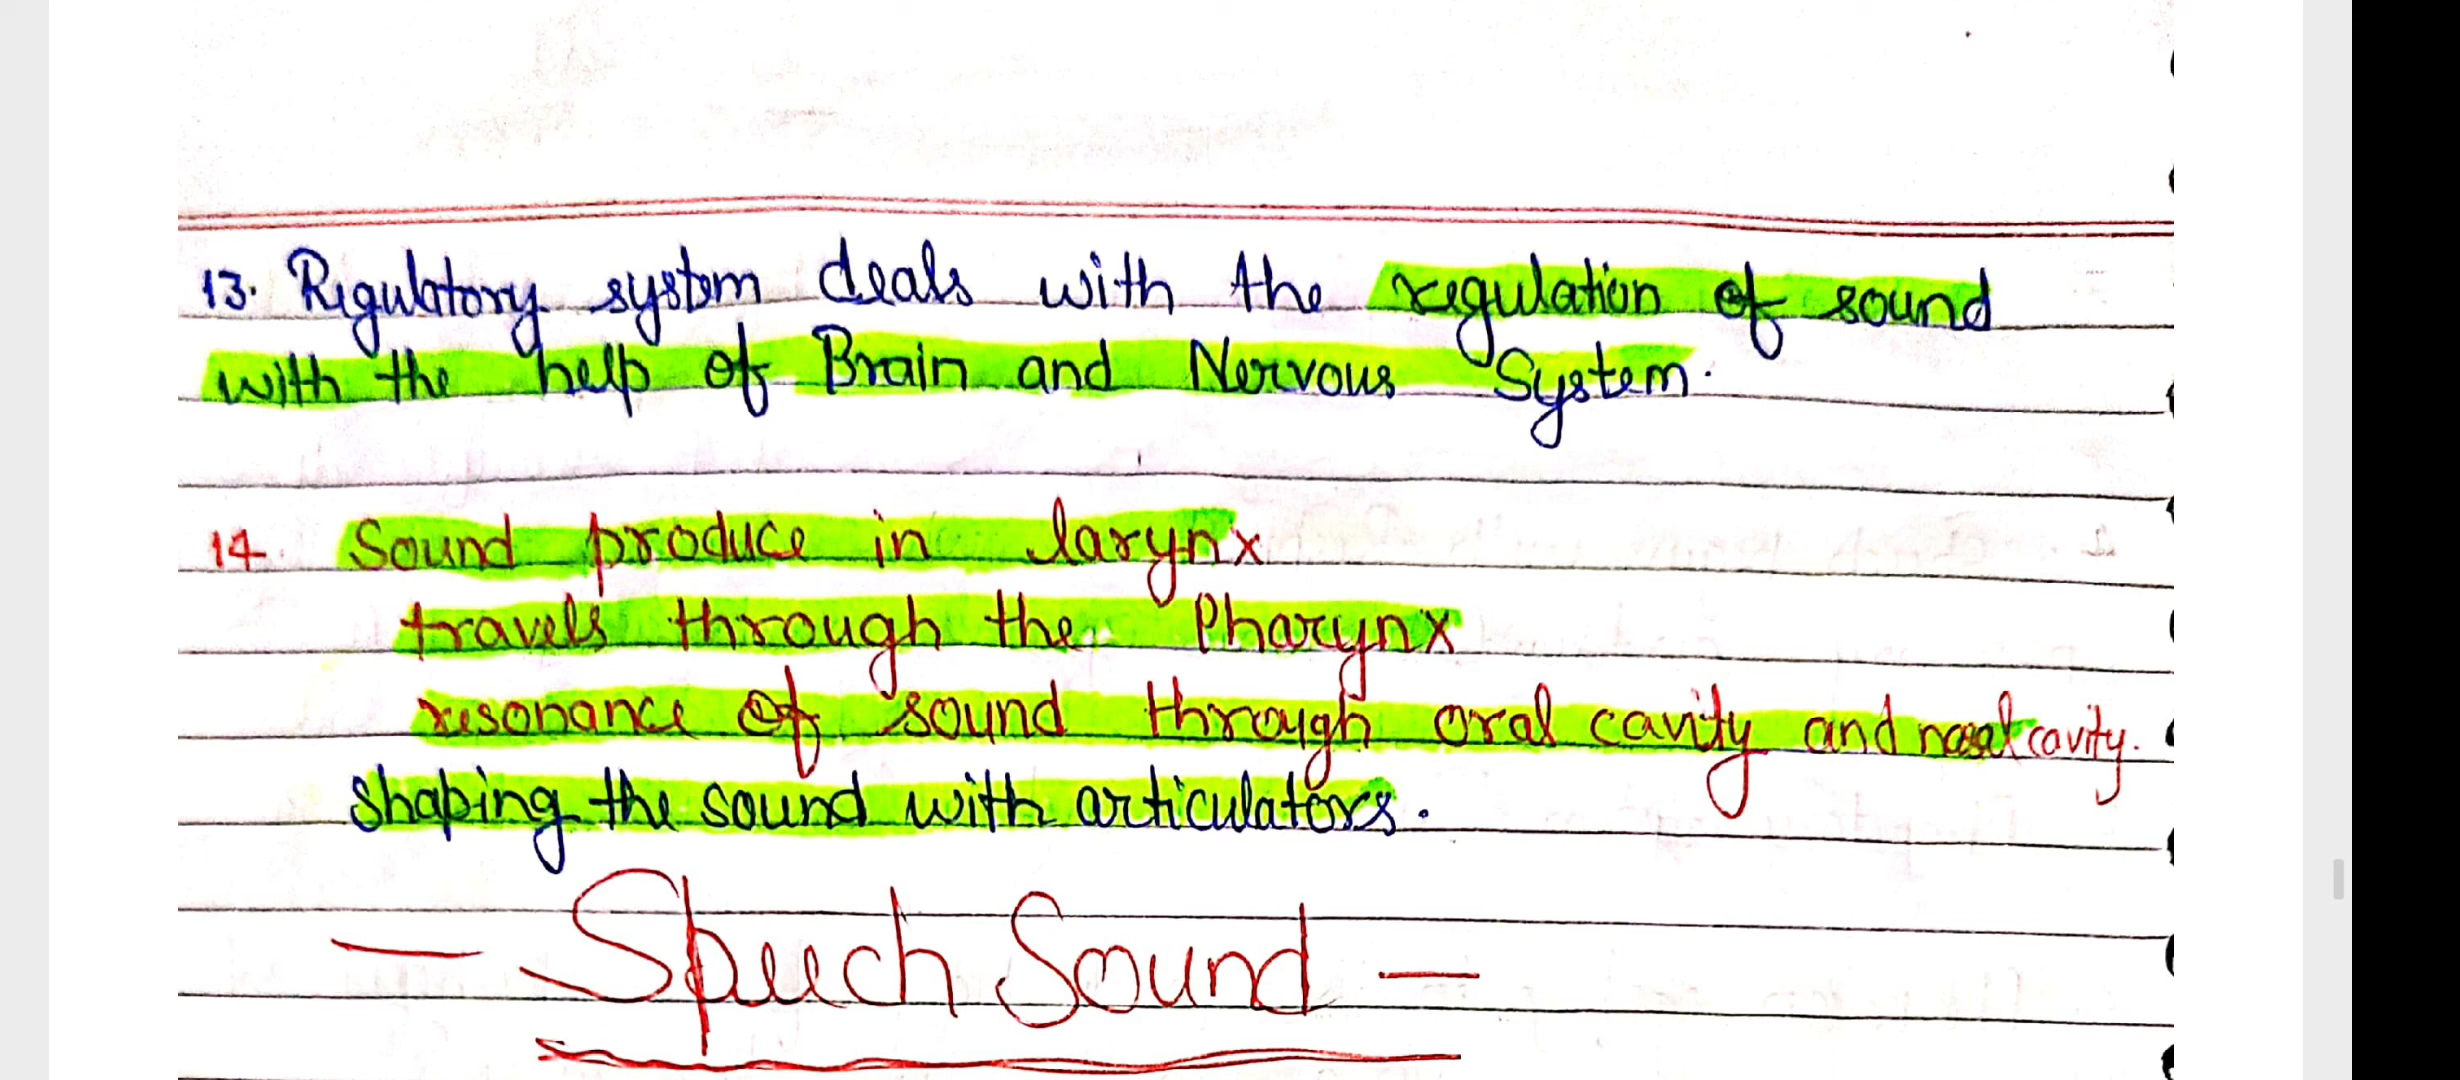 13. Regulatory system deals with the regulation of sound
with the help of Brain and Nervous System.
14. Sound produce in larynx
travels through the Pharynx
resonance of sound through oral cavity and nasal cavity.
shaping the sound with articulators.
— Speech Sound —